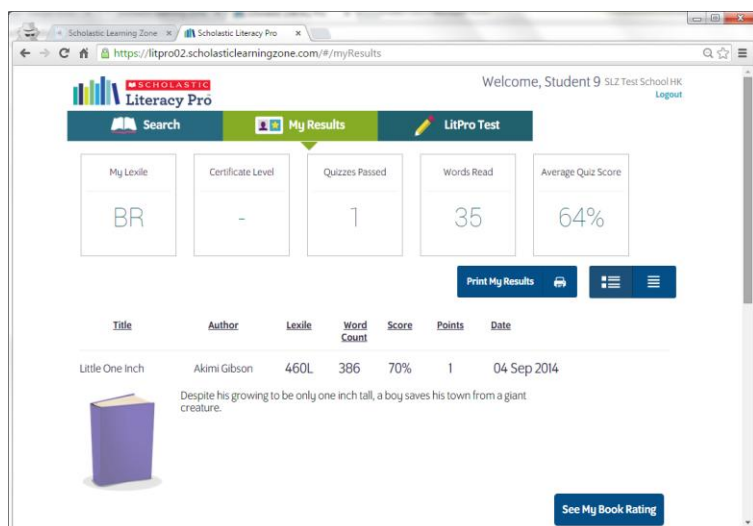 Scholastic Learning Zone
Scholastic Literacy Pro
https://litpro02.scholasticlearningzone.com/#/myResults
SCHOLASTIC
Literacy Pro
Welcome, Student 9 SLZ Test School HK
Logout
Search
My Results
LitPro Test
My Lexile
Certificate Level
Quizzes Passed
Words Read
Average Quiz Score
BR
-
1
35
64%
Print My Results
Title Author Lexile Word Count Score Points Date
Little One Inch Akimi Gibson 460L 386 70% 1 04 Sep 2014
Despite his growing to be only one inch tall, a boy saves his town from a giant
creature.
See My Book Rating